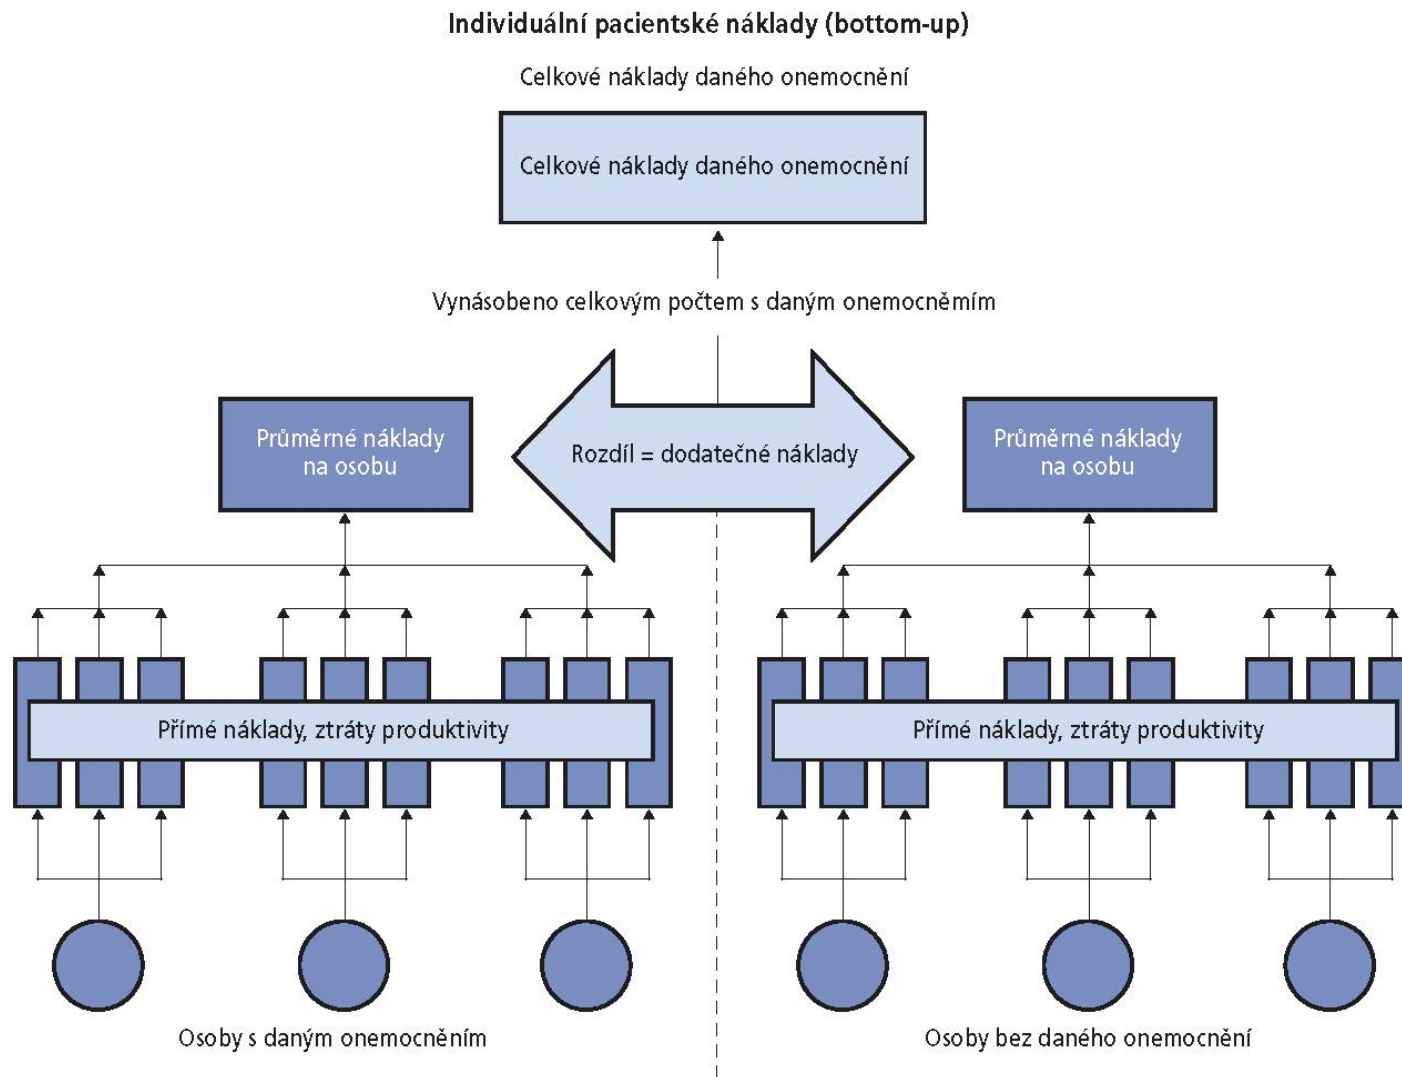 Individuální pacientské náklady (bottom-up)
Celkové náklady daného onemocnění
Celkové náklady daného onemocnění
Vynásobeno celkovým počtem s daným onemocněmím
Průměrné náklady
na osobu
Rozdíl = dodatečné náklady
Průměrné náklady
na osobu
Přímé náklady, ztráty produktivity
Přímé náklady, ztráty produktivity
Osoby s daným onemocněním
Osoby bez daného onemocnění